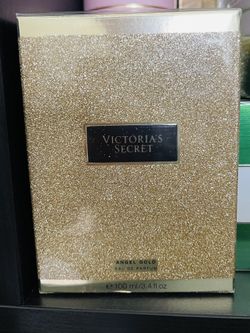 VICTORIA'S
SECRET
ANGEL GOLD
EAU DE PARFUM
e 100 ml/3.4 fl.oz